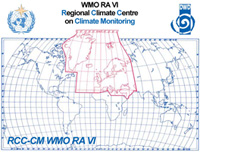 WMO RA VI
Regional Climate Centre
on Climate Monitoring
RCC-CM WMO RA VI